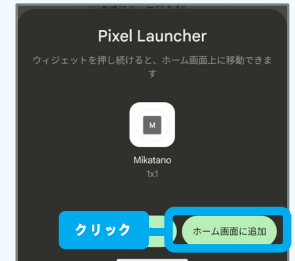 Pixel Launcher
ウィジェットを押し続けると、ホーム画面上に移動できま
す
M
Mikatano
1x1
クリック
ホーム画面に追加